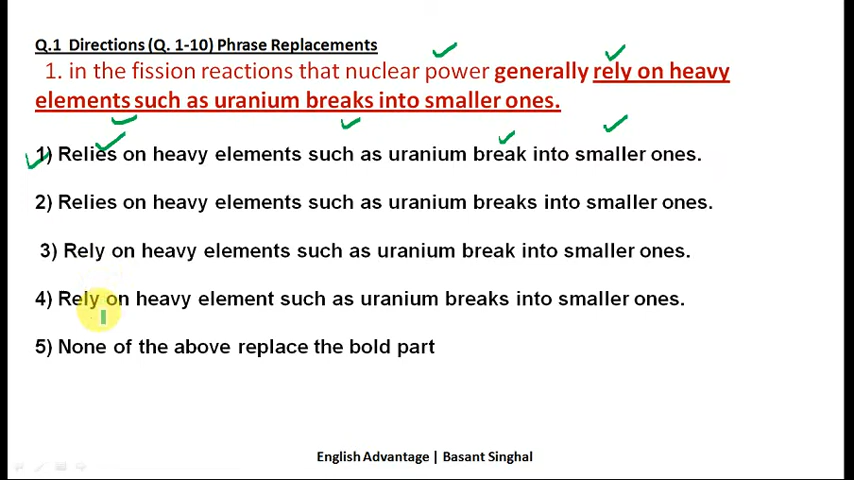 Q.1 Directions (Q. 1-10) Phrase Replacements
1. in the fission reactions that nuclear power generally rely on heavy
elements such as uranium breaks into smaller ones.
1) Relies on heavy elements such as uranium break into smaller ones.
2) Relies on heavy elements such as uranium breaks into smaller ones.
3) Rely on heavy elements such as uranium break into smaller ones.
4) Rely on heavy element such as uranium breaks into smaller ones.
5) None of the above replace the bold part
English Advantage | Basant Singhal